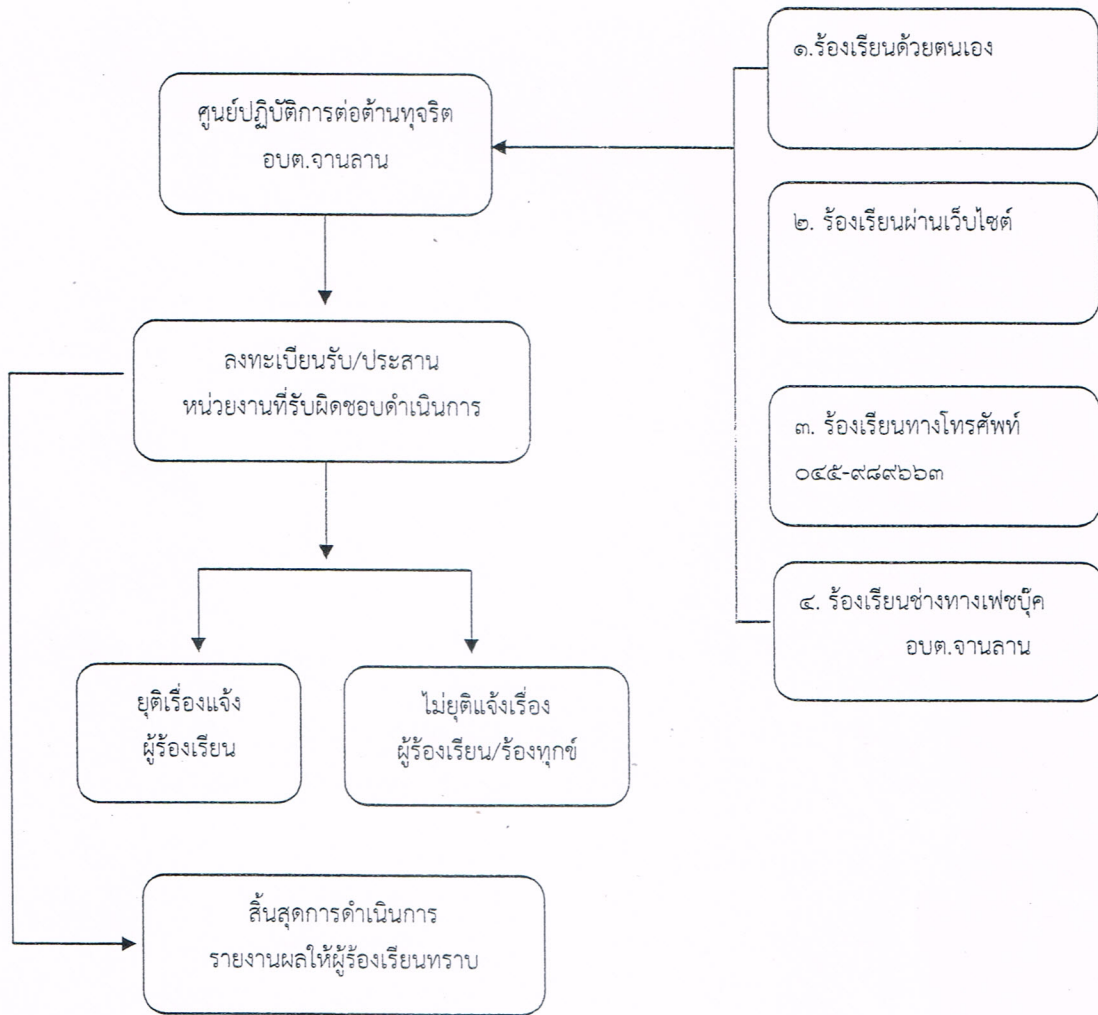 ๑.ร้องเรียนด้วยตนเอง
ศูนย์ปฏิบัติการต่อต้านทุจริต
อบต.จานลาน
๒. ร้องเรียนผ่านเว็บไซต์
ลงทะเบียนรับ/ประสาน
หน่วยงานที่รับผิดชอบดำเนินการ
๓. ร้องเรียนทางโทรศัพท์
๐๔๕-๙๘๙๖๖๓
๔. ร้องเรียนช่างทางเฟซบุ๊ค
อบต.จานลาน
ยุติเรื่องแจ้ง
ผู้ร้องเรียน
ไม่ยุติแจ้งเรื่อง
ผู้ร้องเรียน/ร้องทุกข์
สิ้นสุดการดำเนินการ
รายงานผลให้ผู้ร้องเรียนทราบ